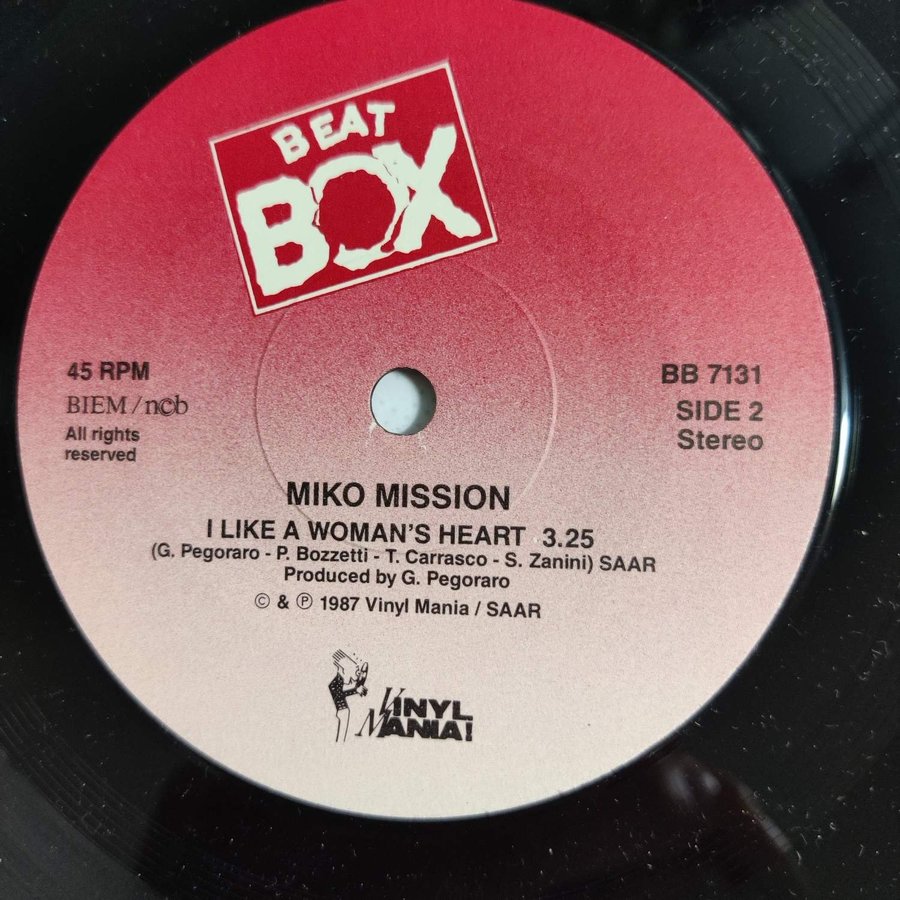 BEAT
BOX
45 RPM
BIEM/ncb
All rights
reserved
BB 7131
SIDE 2
Stereo
MIKO MISSION
I LIKE A WOMAN'S HEART 3.25
(G. Pegoraro - P. Bozzetti - T. Carrasco - S. Zanini) SAAR
Produced by G. Pegoraro
© & ℗ 1987 Vinyl Mania / SAAR
VINYL
MANIA!